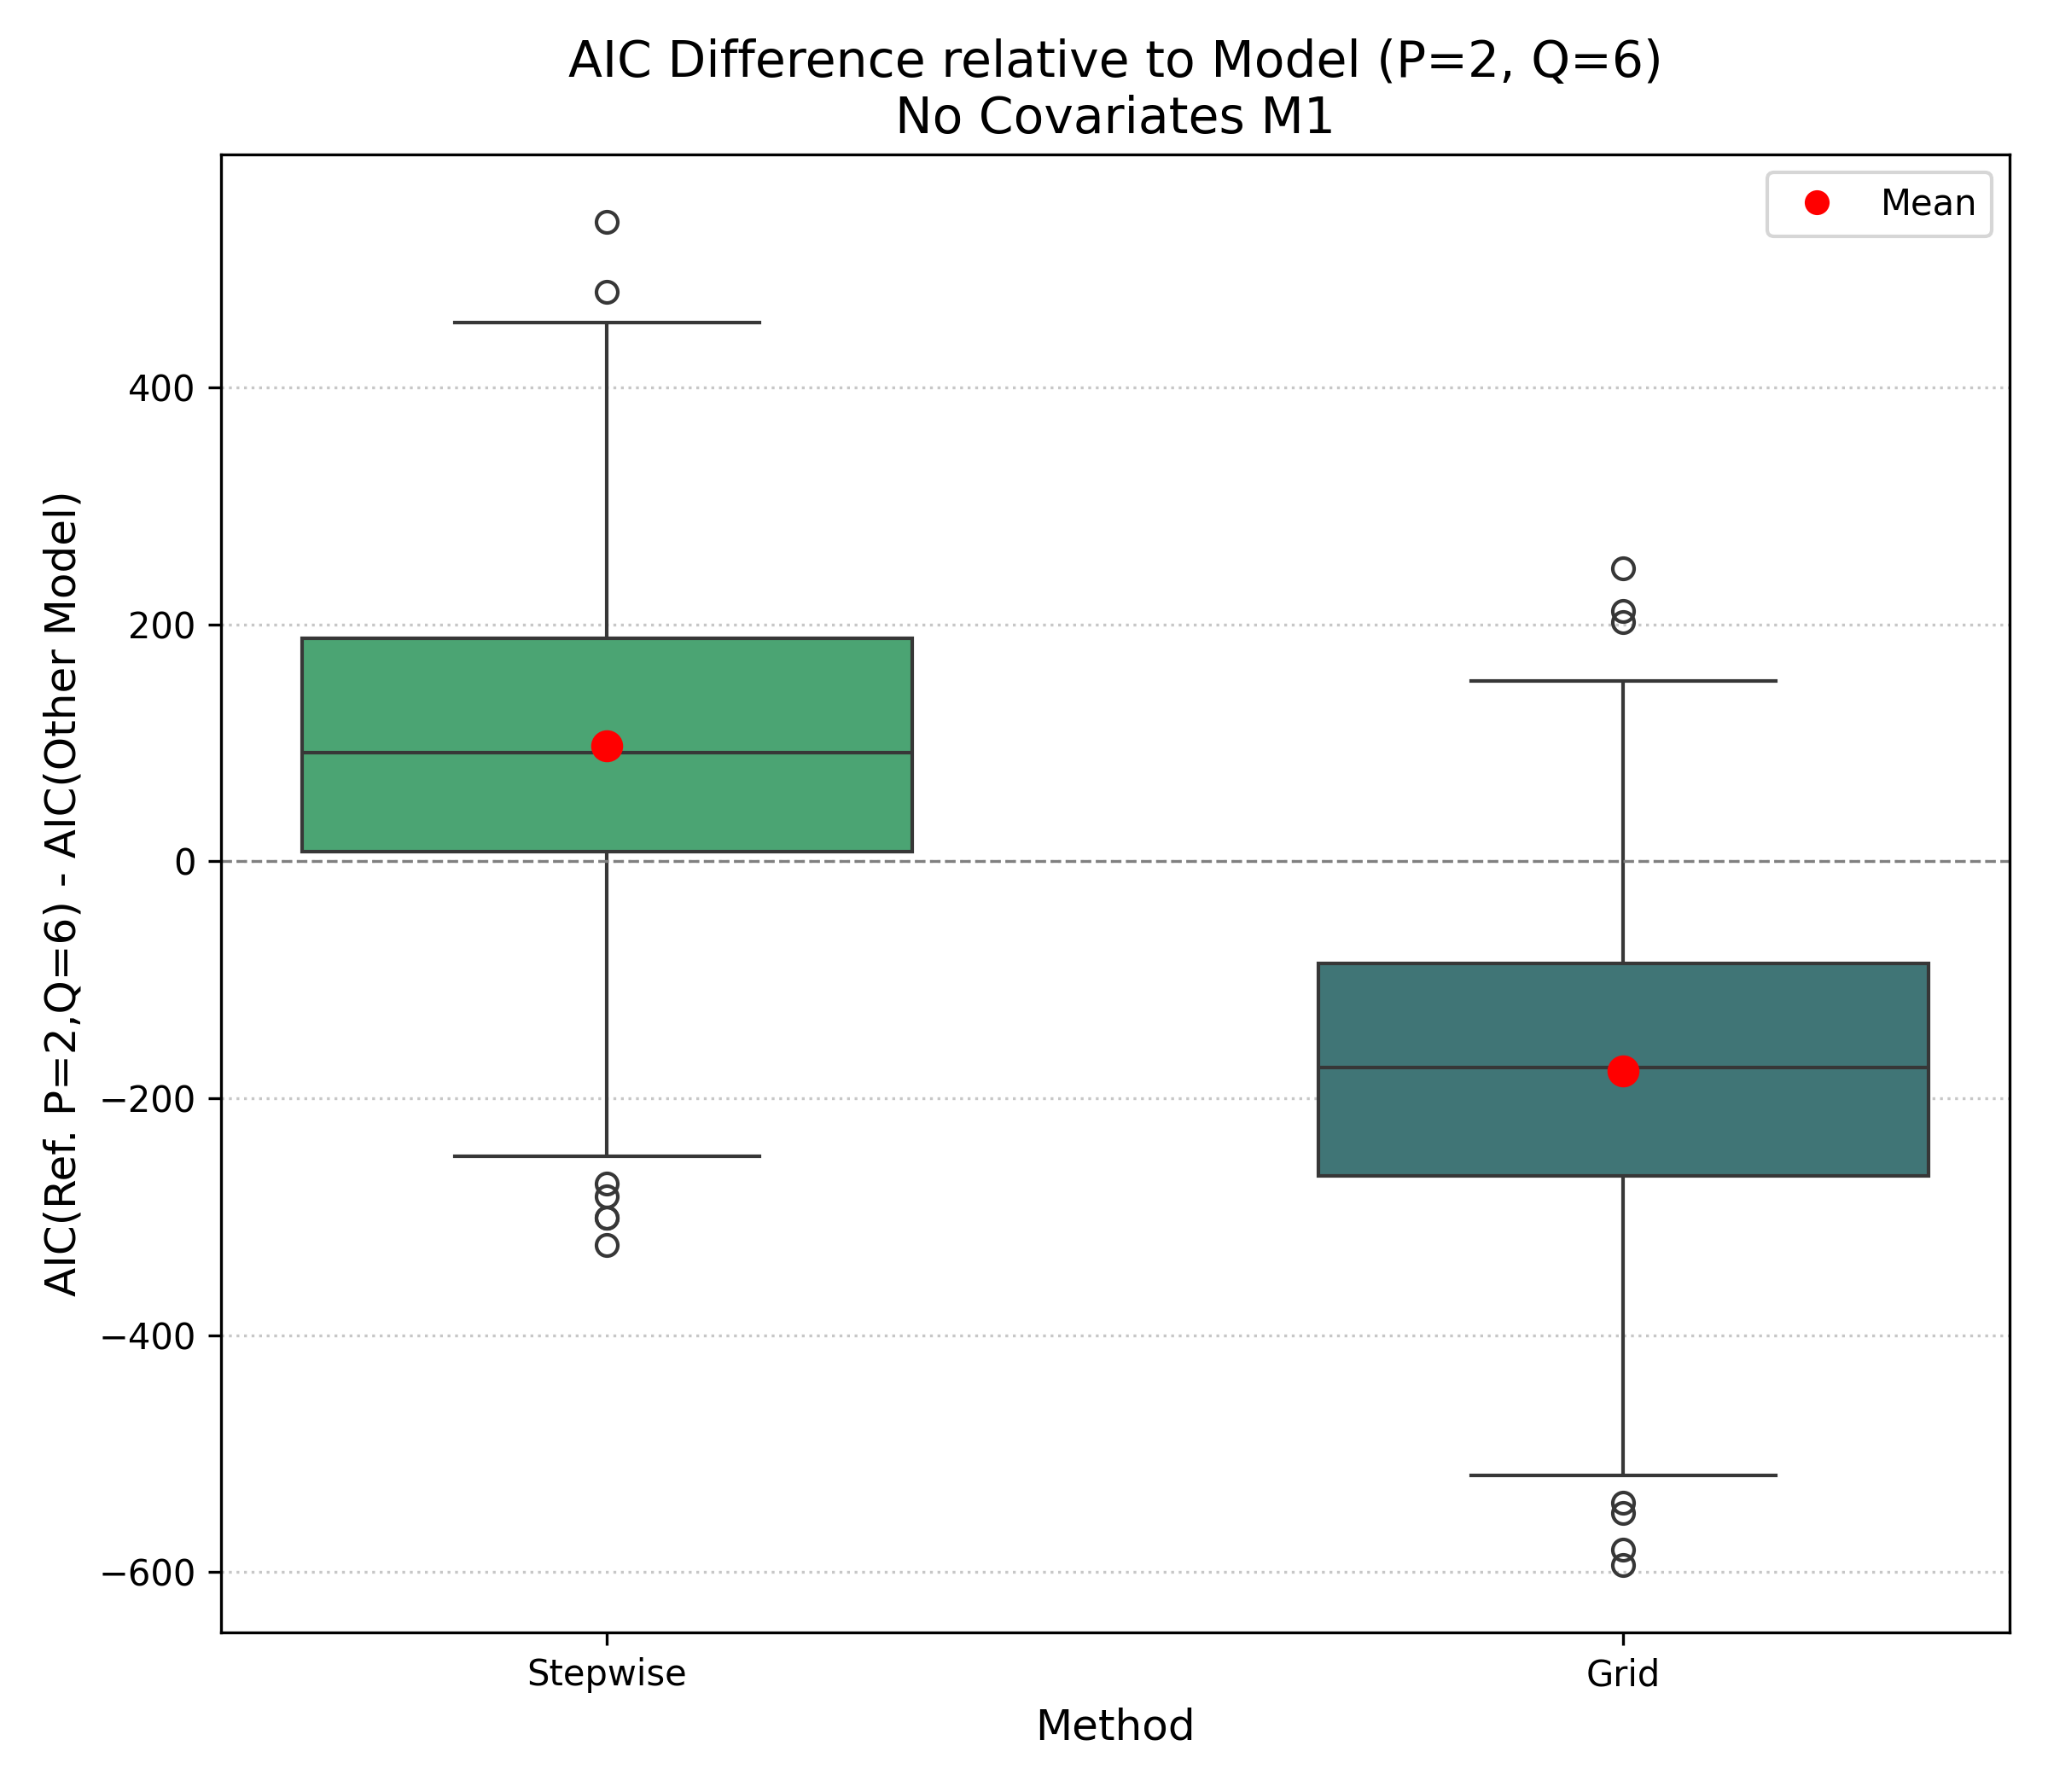 AIC Difference relative to Model (P=2, Q=6)
No Covariates M1
Mean
AIC(Ref. P=2,Q=6) - AIC(Other Model)
400
200
0
−200
−400
−600
Stepwise
Grid
Method